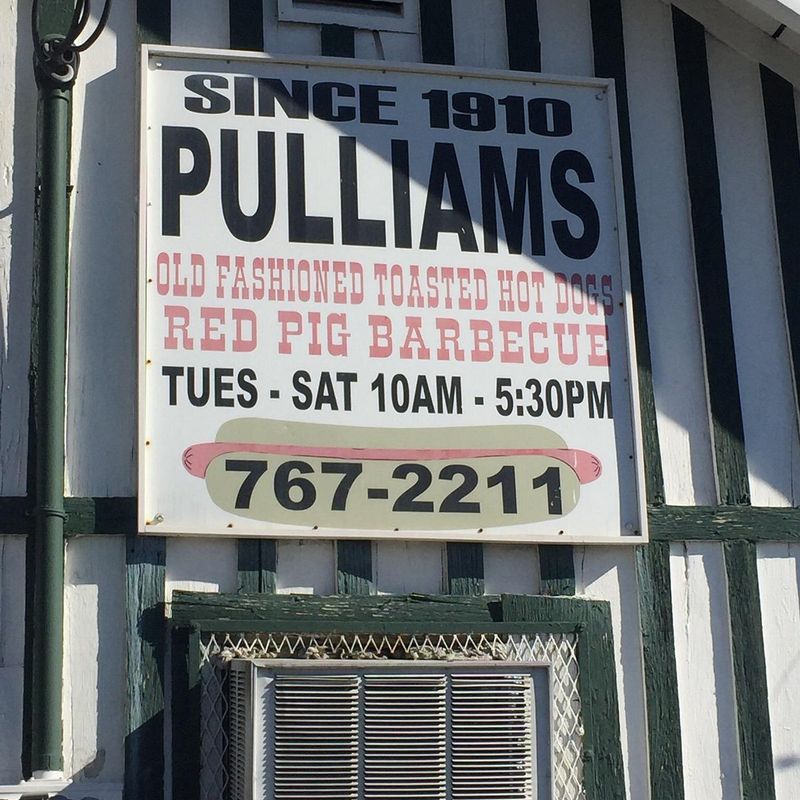 SINCE 1910
PULLIAMS
OLD FASHIONED TOASTED HOT DOGS
RED PIG BARBECUE
TUES - SAT 10AM - 5:30PM
767-2211